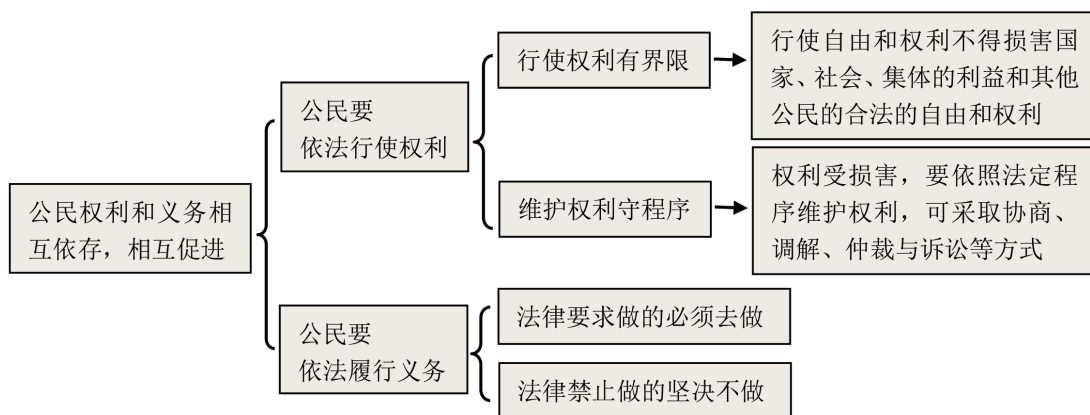 公民权利和义务相
互依存，相互促进
公民要
依法行使权利
行使权利有界限
行使自由和权利不得损害国
家、社会、集体的利益和其他
公民的合法的自由和权利
维护权利守程序
权利受损害，要依照法定程
序维护权利，可采取协商、
调解、仲裁与诉讼等方式
公民要
依法履行义务
法律要求做的必须去做
法律禁止做的坚决不做